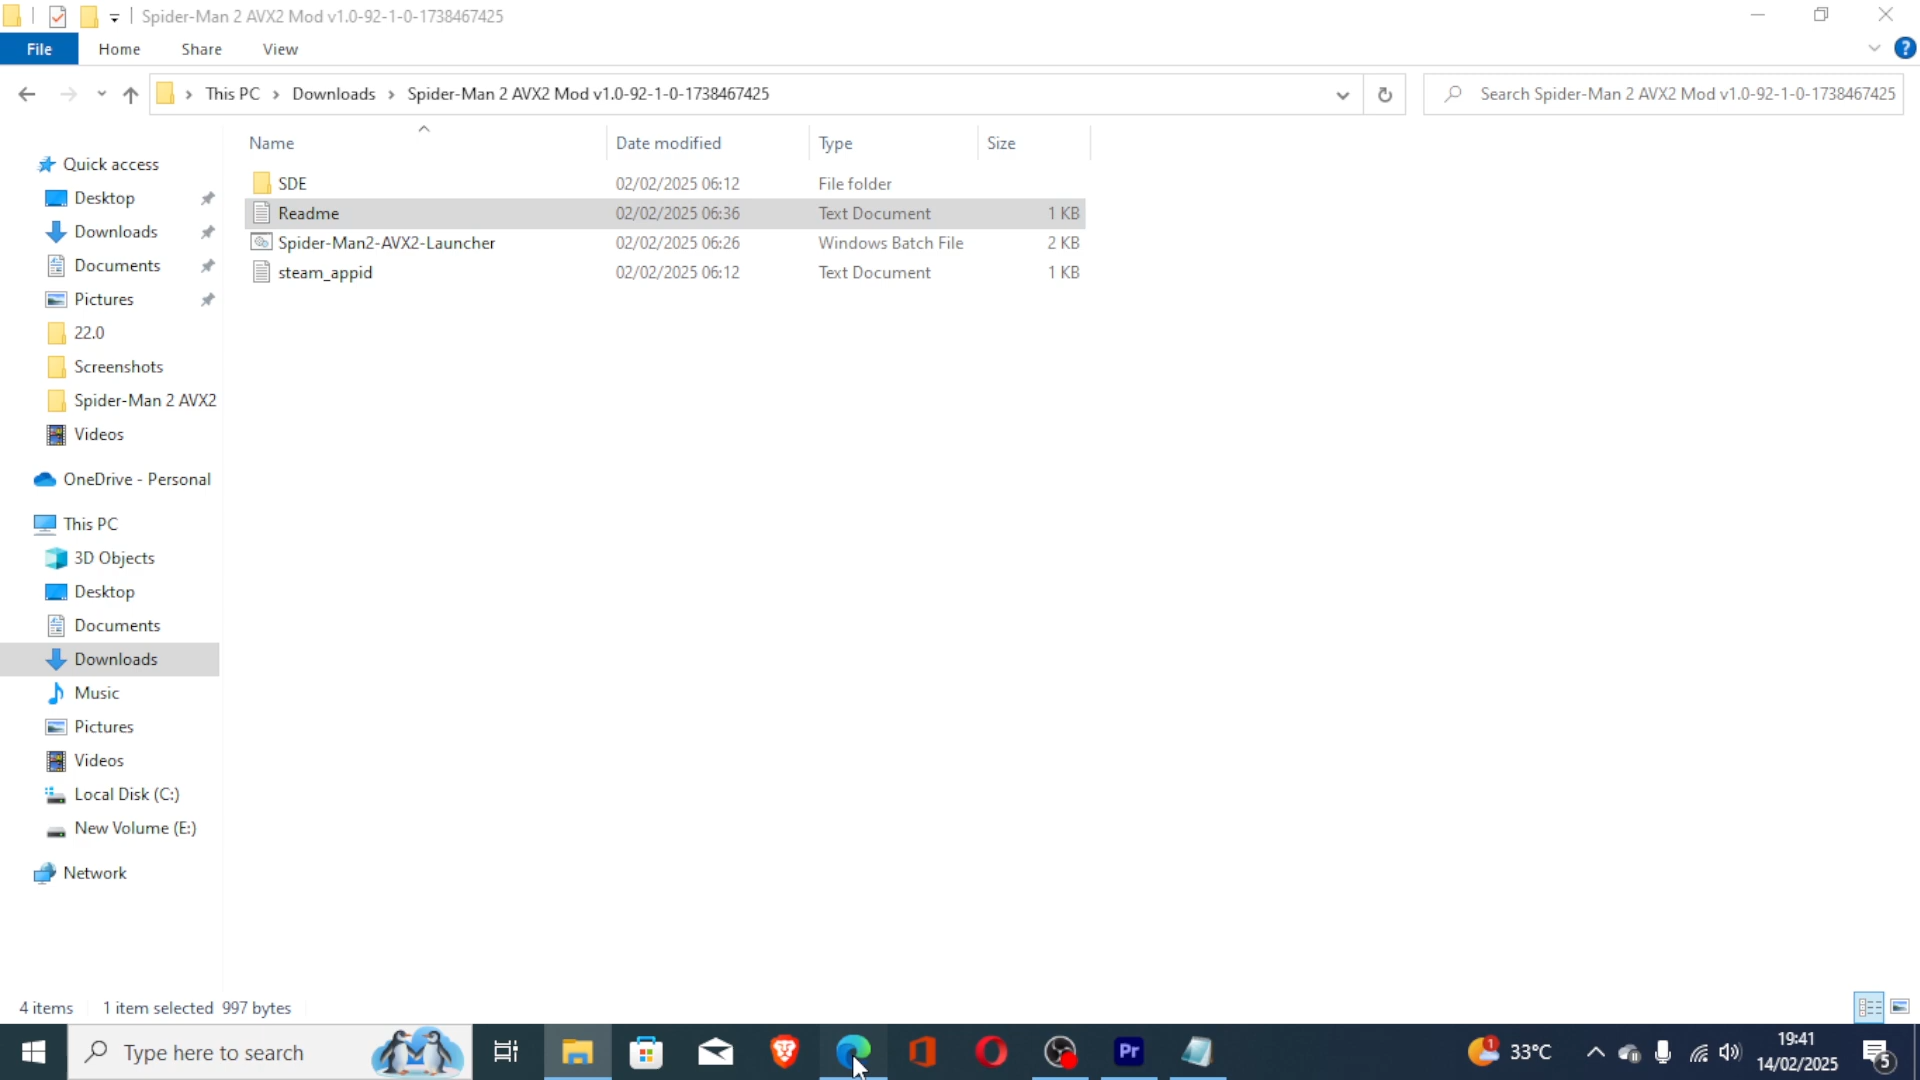 Spider-Man 2 AVX2 Mod v1.0-92-1-0-1738467425
File Home Share View
This PC > Downloads > Spider-Man 2 AVX2 Mod v1.0-92-1-0-1738467425
Search Spider-Man 2 AVX2 Mod v1.0-92-1-0-1738467425
Name Date modified Type Size
SDE 02/02/2025 06:12 File folder
Readme 02/02/2025 06:36 Text Document 1 KB
Spider-Man2-AVX2-Launcher 02/02/2025 06:26 Windows Batch File 2 KB
steam_appid 02/02/2025 06:12 Text Document 1 KB
Quick access
Desktop
Downloads
Documents
Pictures
22.0
Screenshots
Spider-Man 2 AVX2
Videos
OneDrive - Personal
This PC
3D Objects
Desktop
Documents
Downloads
Music
Pictures
Videos
Local Disk (C:)
New Volume (E:)
Network
4 items 1 item selected 997 bytes
Type here to search
Pr
1
33°C
19:41
14/02/2025
5